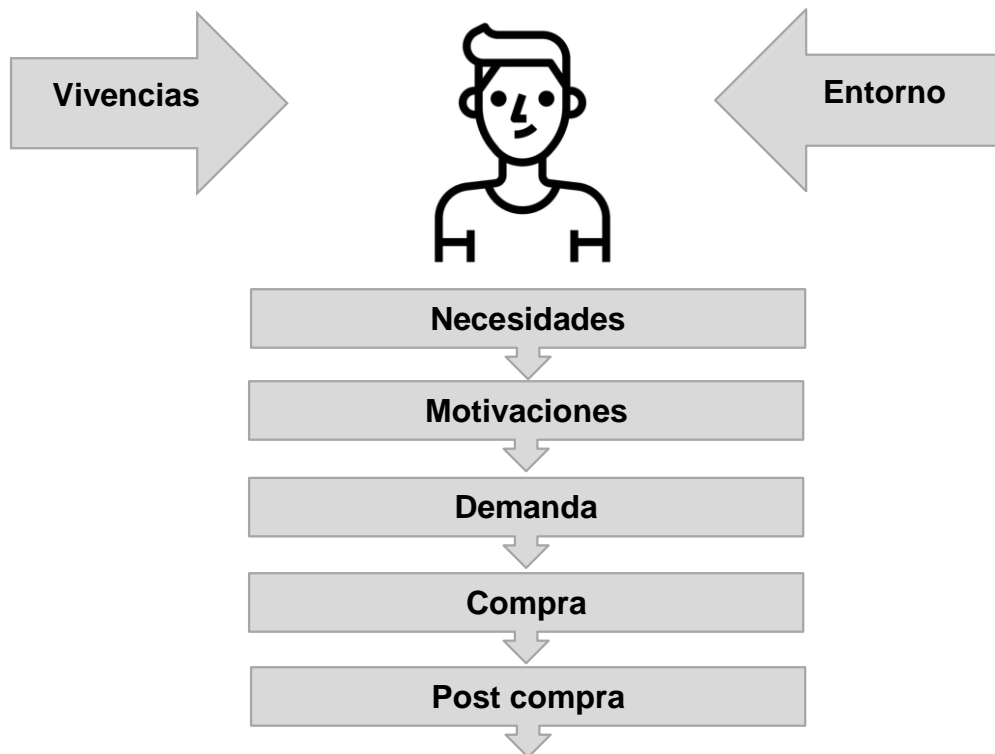 Vivencias
Entorno
Necesidades
Motivaciones
Demanda
Compra
Post compra